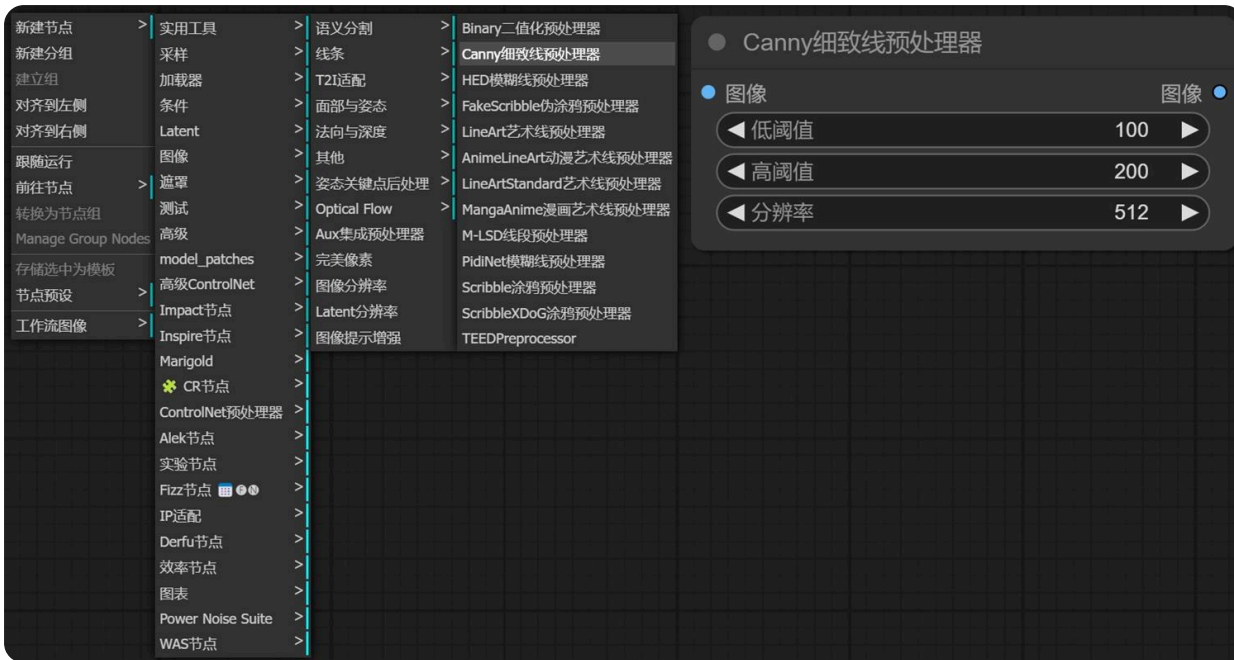 新建节点
新建分组
建立组
对齐到左侧
对齐到右侧
跟随运行
前往节点
转换为节点组
Manage Group Nodes
存储选中为模板
节点预设
工作流图像
实用工具
采样
加载器
条件
Latent
图像
遮罩
测试
高级
model_patches
高级ControlNet
Impact节点
Inspire节点
Marigold
CR节点
ControlNet预处理器
Alek节点
实验节点
Fizz节点 🅕🅝
IP适配
Derfu节点
效率节点
图表
Power Noise Suite
WAS节点
语义分割
线条
T2I适配
面部与姿态
法向与深度
其他
姿态关键点后处理
Optical Flow
Aux集成预处理器
完美像素
图像分辨率
Latent分辨率
图像提示增强
Binary二值化预处理器
Canny细致线预处理器
HED模糊线预处理器
FakeScribble伪涂鸦预处理器
LineArt艺术线预处理器
AnimeLineArt动漫艺术线预处理器
LineArtStandard艺术线预处理器
MangaAnime漫画艺术线预处理器
M-LSD线段预处理器
PidiNet模糊线预处理器
Scribble涂鸦预处理器
ScribbleXDoG涂鸦预处理器
TEEDPreprocessor
Canny细致线预处理器
图像 图像
低阈值 100
高阈值 200
分辨率 512